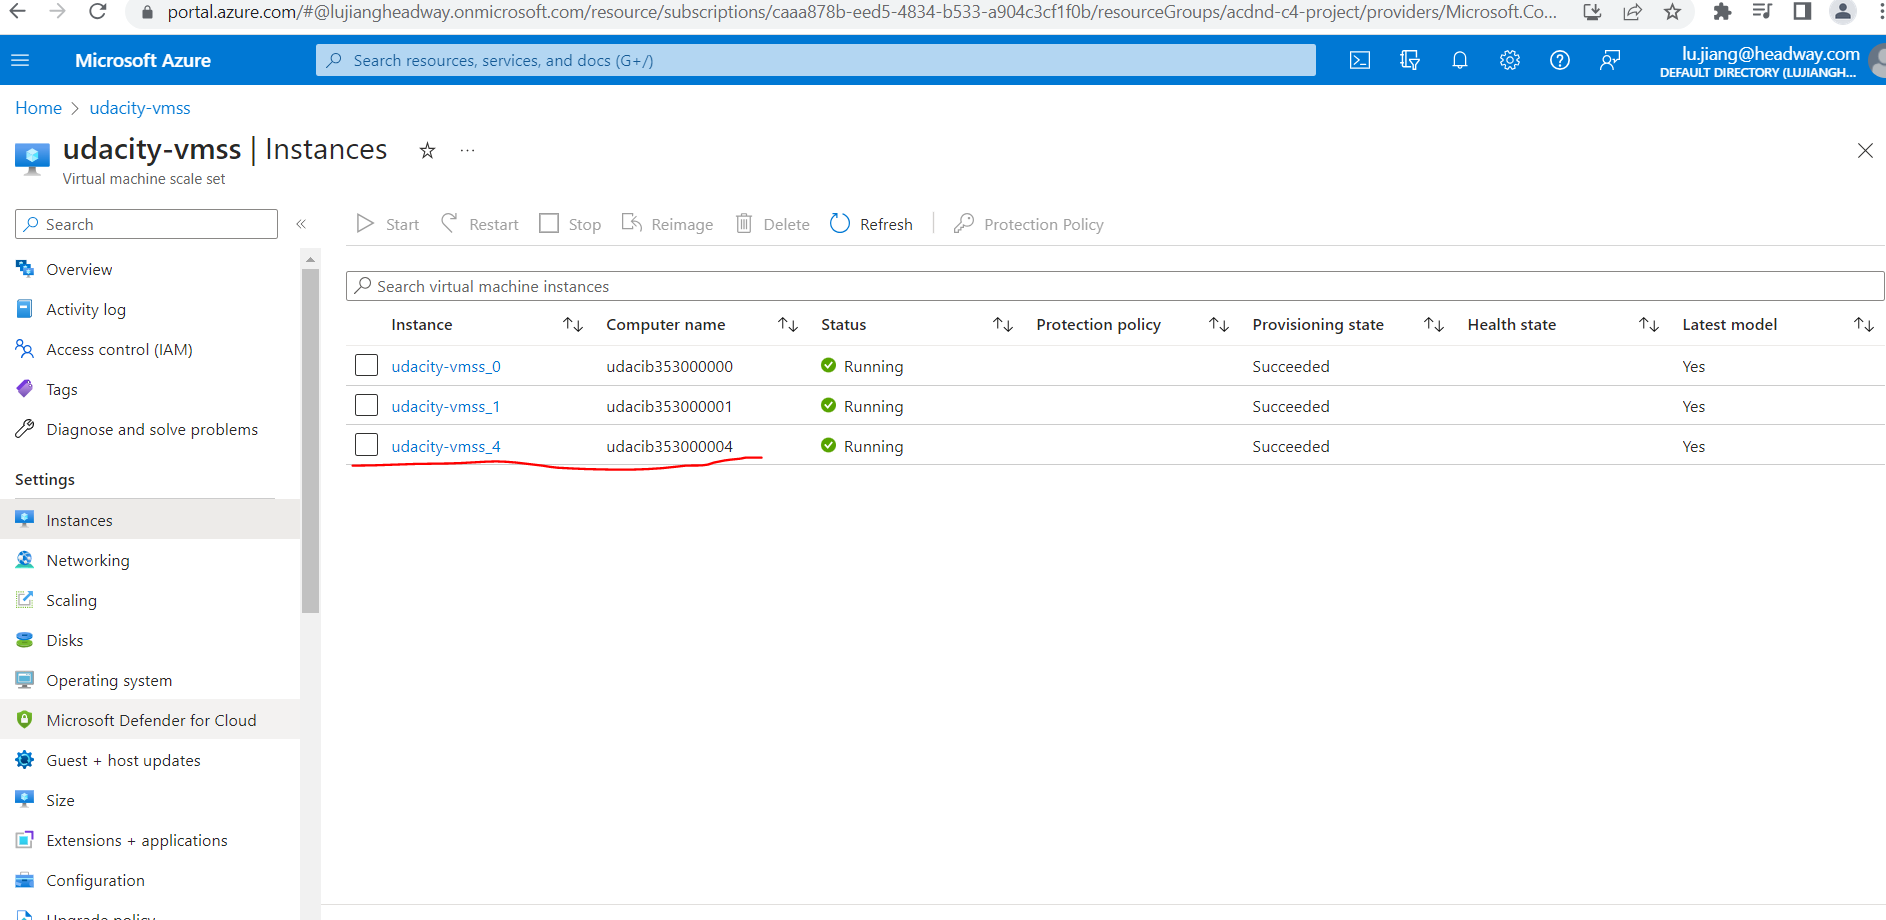 portal.azure.com/#@lujiangheadway.onmicrosoft.com/resource/subscriptions/caaa878b-eed5-4834-b533-a904c3cf1f0b/resourceGroups/acdnd-c4-project/providers/Microsoft.Co...
Microsoft Azure
Search resources, services, and docs (G+/)
lu.jiang@headway.com
DEFAULT DIRECTORY (LUJIANGH...
Home > udacity-vmss
udacity-vmss | Instances ...
Virtual machine scale set
Search «
Start Restart Stop Reimage Delete Refresh Protection Policy
Search virtual machine instances
Instance Computer name Status Protection policy Provisioning state Health state Latest model
udacity-vmss_0 udacib353000000 Running Succeeded Yes
udacity-vmss_1 udacib353000001 Running Succeeded Yes
udacity-vmss_4 udacib353000004 Running Succeeded Yes
Overview
Activity log
Access control (IAM)
Tags
Diagnose and solve problems
Settings
Instances
Networking
Scaling
Disks
Operating system
Microsoft Defender for Cloud
Guest + host updates
Size
Extensions + applications
Configuration
Upgrade policy